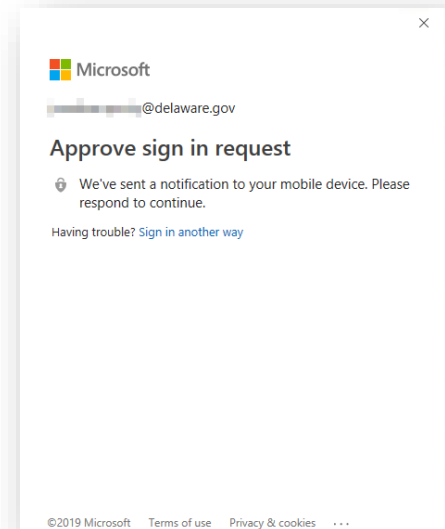 Microsoft
@delaware.gov
Approve sign in request
We've sent a notification to your mobile device. Please
respond to continue.
Having trouble? Sign in another way
©2019 Microsoft Terms of use Privacy & cookies ...